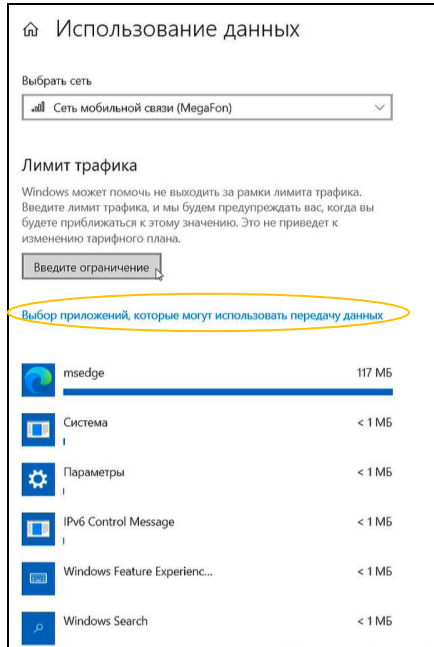 Использование данных
Выбрать сеть
Сеть мобильной связи (MegaFon)
Лимит трафика
Windows может помочь не выходить за рамки лимита трафика.
Введите лимит трафика, и мы будем предупреждать вас, когда вы
будете приближаться к этому значению. Это не приведет к
изменению тарифного плана.
Введите ограничение
Выбор приложений, которые могут использовать передачу данных
msedge 117 МБ
Система < 1 МБ
Параметры < 1 МБ
IPv6 Control Message < 1 МБ
Windows Feature Experienc... < 1 МБ
Windows Search < 1 МБ